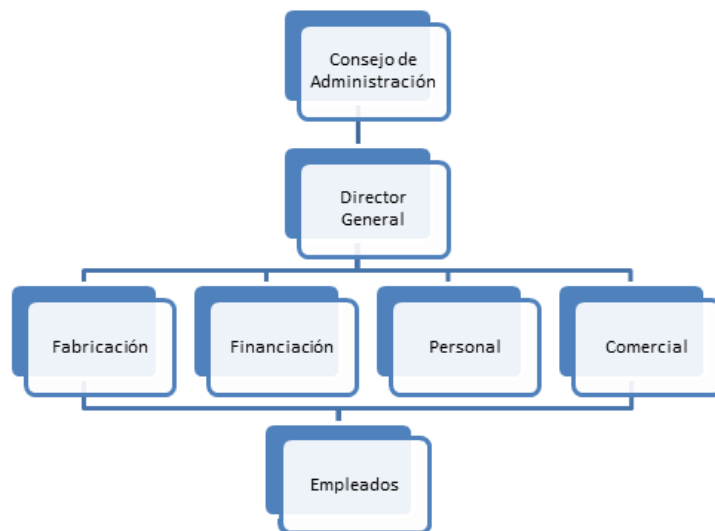 Consejo de
Administración
Director
General
Fabricación
Financiación
Personal
Comercial
Empleados